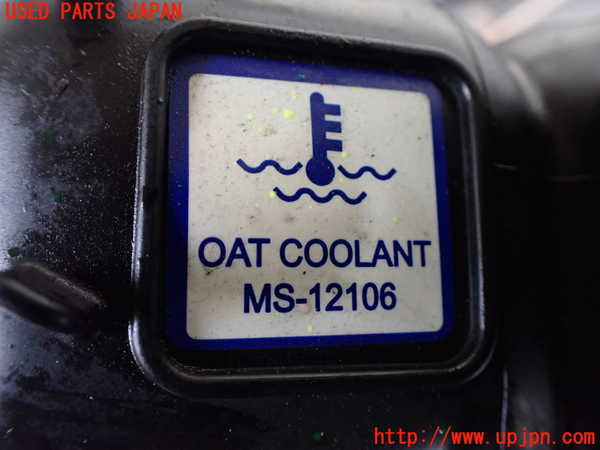 USED PARTS JAPAN
OAT COOLANT
MS-12106
http://www.upjpn.com/